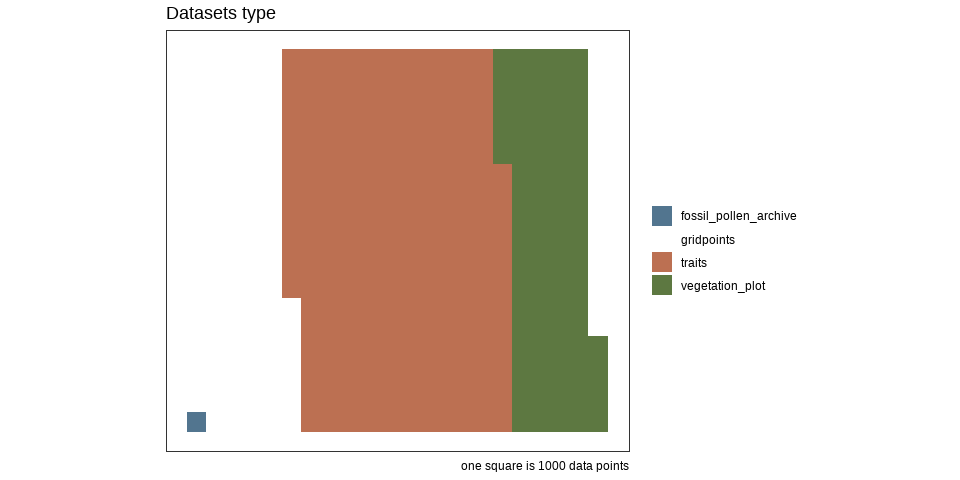 Datasets type
fossil_pollen_archive
gridpoints
traits
vegetation_plot
one square is 1000 data points